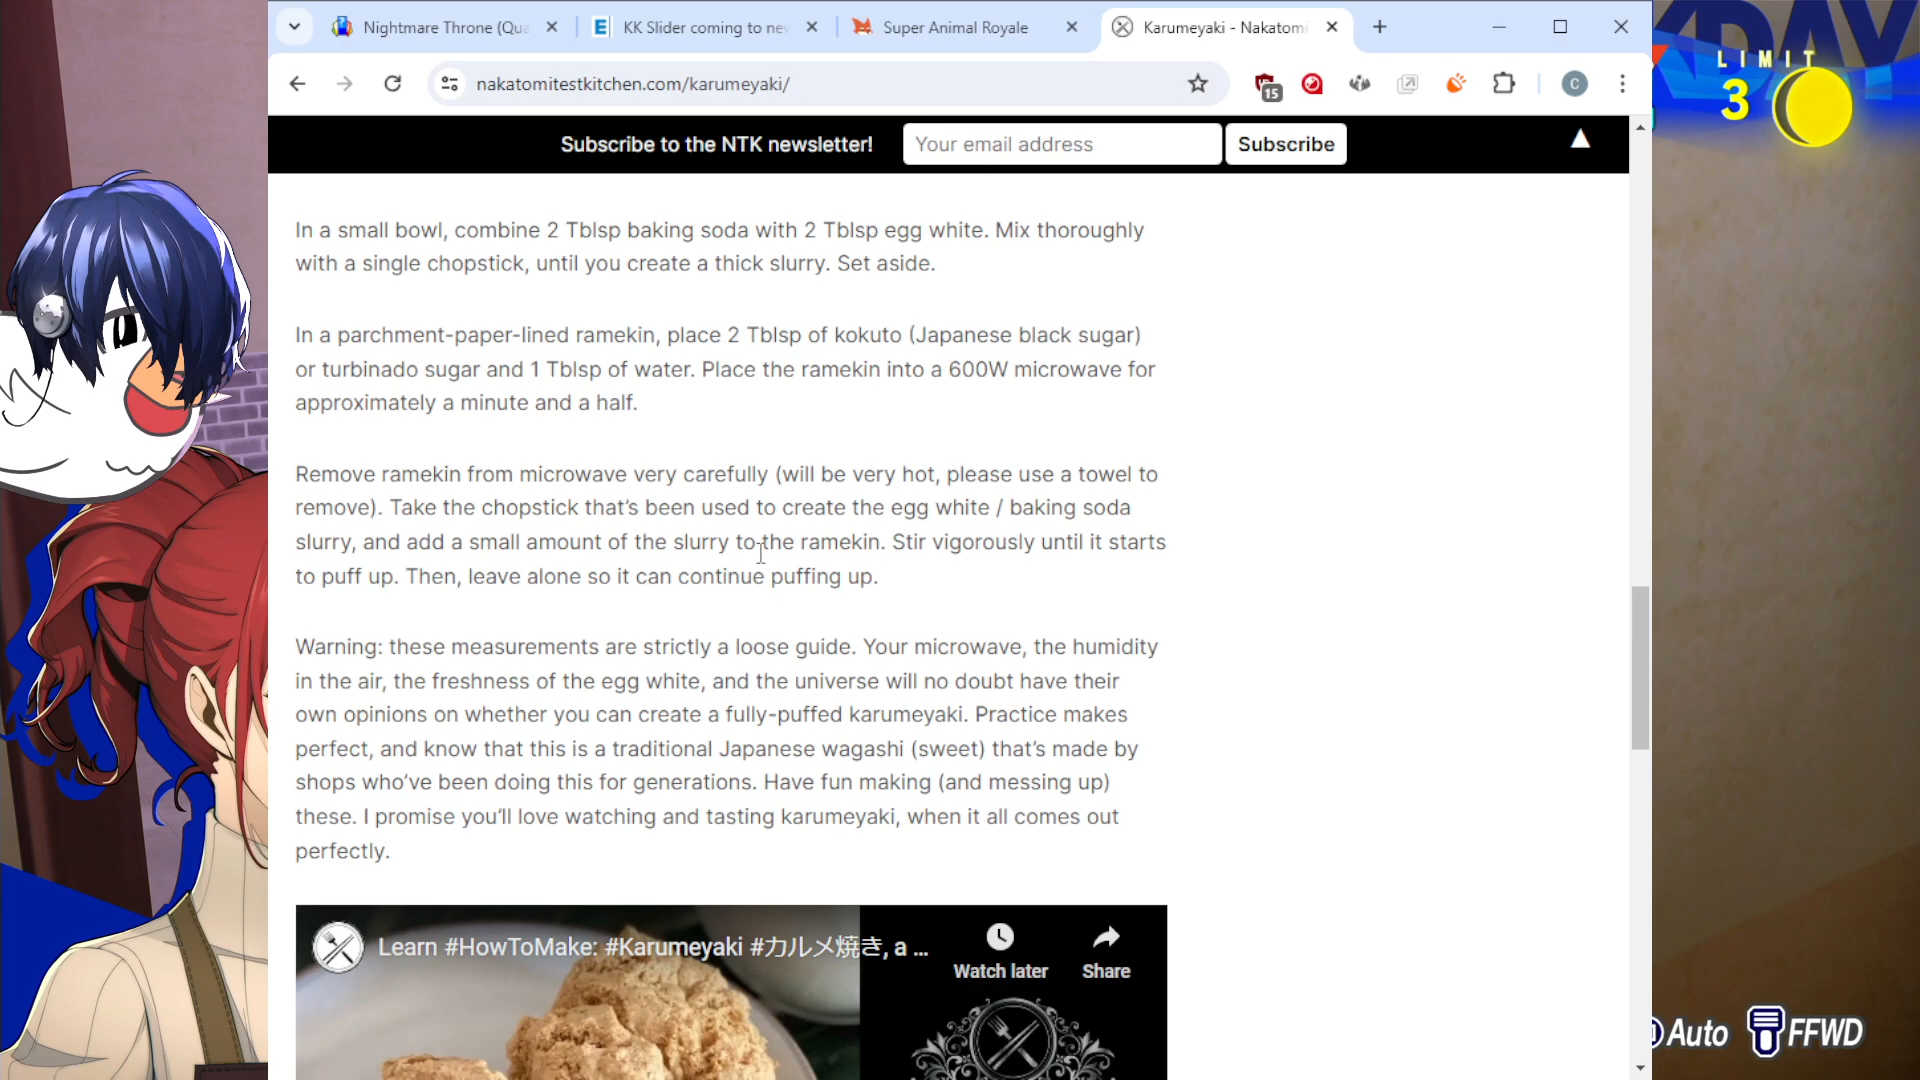 Nightmare Throne (Qua
KK Slider coming to nev
Super Animal Royale
Karumeyaki - Nakatomi
nakatomitestkitchen.com/karumeyaki/
15
C
LIMIT
3
Subscribe to the NTK newsletter!
Your email address
Subscribe
In a small bowl, combine 2 Tblsp baking soda with 2 Tblsp egg white. Mix thoroughly
with a single chopstick, until you create a thick slurry. Set aside.
In a parchment-paper-lined ramekin, place 2 Tblsp of kokuto (Japanese black sugar)
or turbinado sugar and 1 Tblsp of water. Place the ramekin into a 600W microwave for
approximately a minute and a half.
Remove ramekin from microwave very carefully (will be very hot, please use a towel to
remove). Take the chopstick that’s been used to create the egg white / baking soda
slurry, and add a small amount of the slurry to the ramekin. Stir vigorously until it starts
to puff up. Then, leave alone so it can continue puffing up.
Warning: these measurements are strictly a loose guide. Your microwave, the humidity
in the air, the freshness of the egg white, and the universe will no doubt have their
own opinions on whether you can create a fully-puffed karumeyaki. Practice makes
perfect, and know that this is a traditional Japanese wagashi (sweet) that’s made by
shops who’ve been doing this for generations. Have fun making (and messing up)
these. I promise you’ll love watching and tasting karumeyaki, when it all comes out
perfectly.
Learn #HowToMake: #Karumeyaki #カルメ焼き, a ...
Watch later
Share
Auto
FFWD